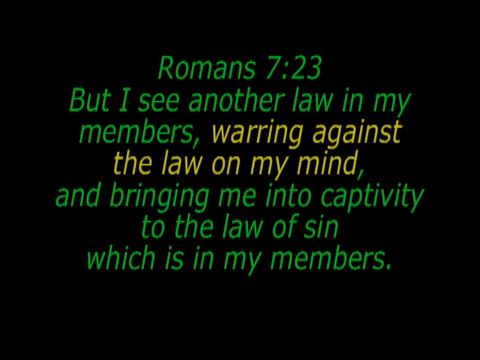 Romans 7:23
But I see another law in my
members, warring against
the law on my mind,
and bringing me into captivity
to the law of sin
which is in my members.